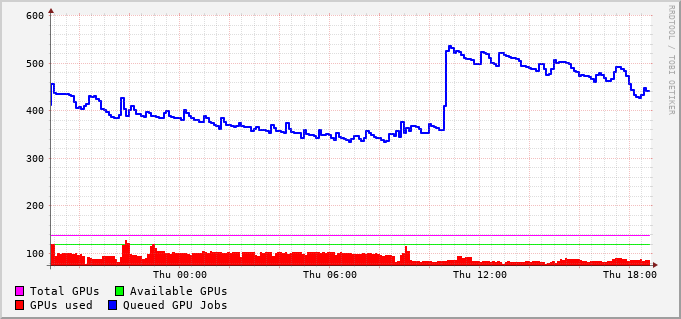 600
500
400
300
200
100
Thu 00:00 Thu 06:00 Thu 12:00 Thu 18:00
Total GPUs Available GPUs
GPUs used Queued GPU Jobs
RRDTOOL / TOBI OETIKER